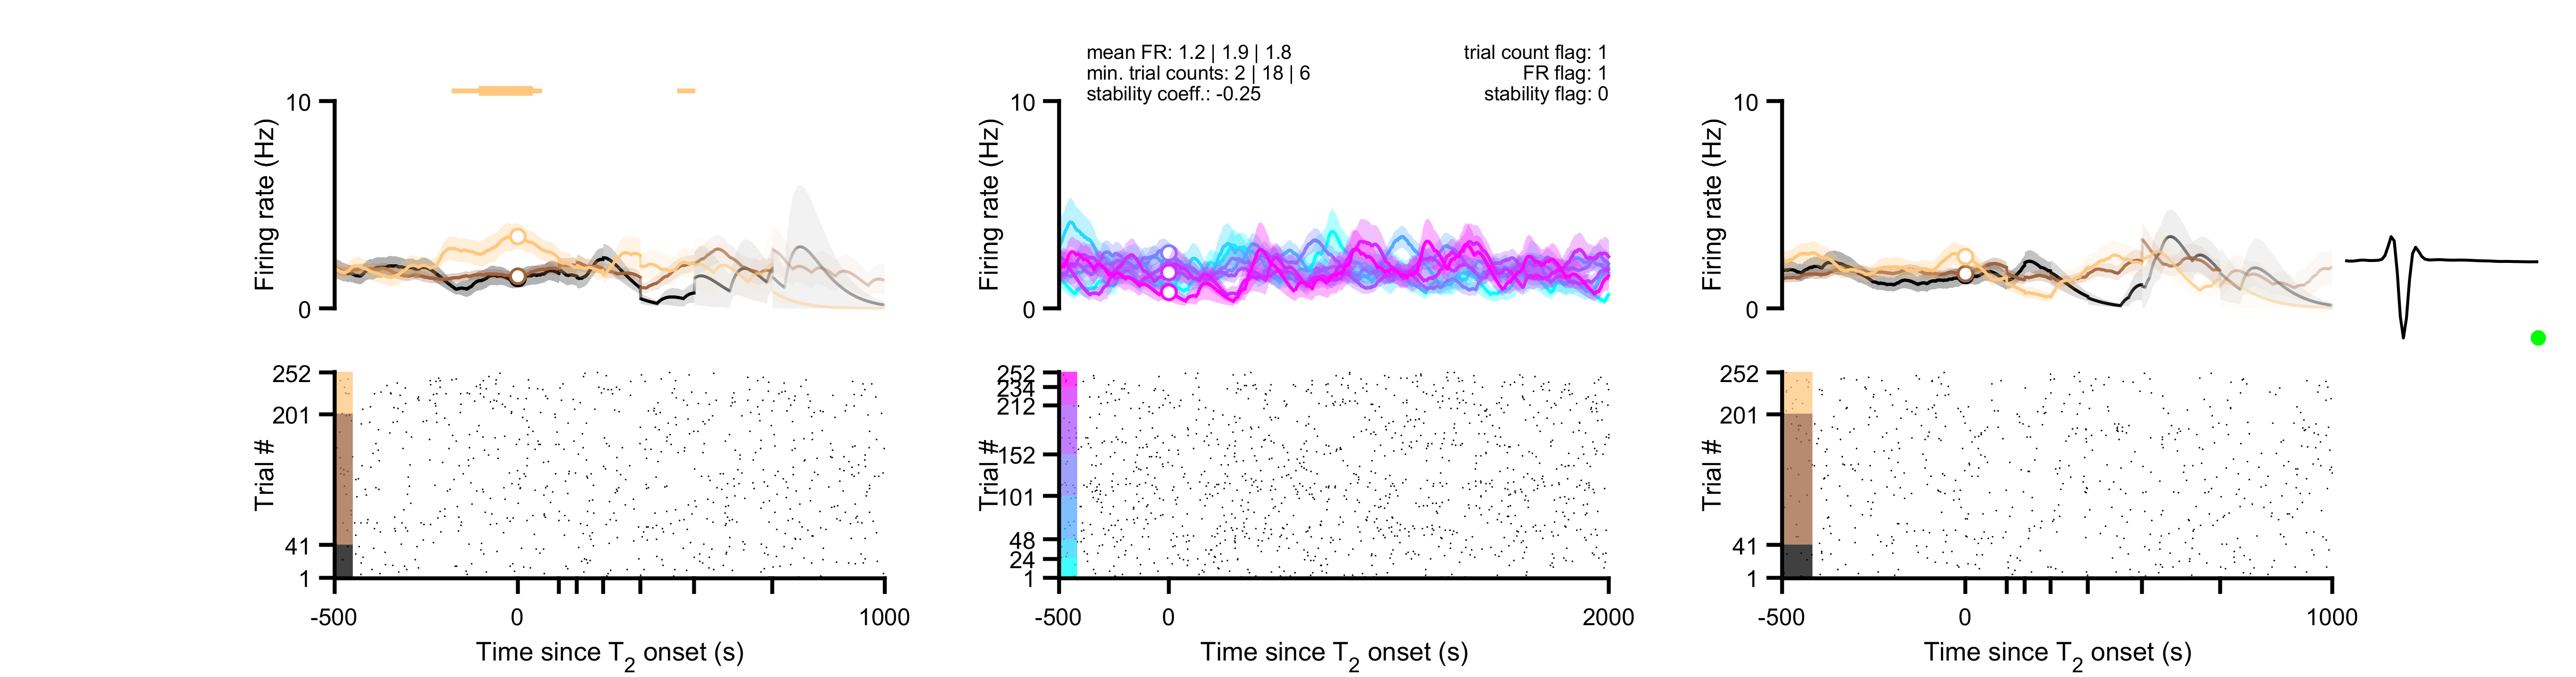 mean FR: 1.2 | 1.9 | 1.8
min. trial counts: 2 | 18 | 6
stability coeff.: -0.25
trial count flag: 1
FR flag: 1
stability flag: 0
10
0
Firing rate (Hz)
252
201
41
1
Trial #
-500
0
1000
Time since T2 onset (s)
10
0
Firing rate (Hz)
252
234
212
152
101
48
24
1
Trial #
-500
0
2000
Time since T2 onset (s)
10
0
Firing rate (Hz)
252
201
41
1
Trial #
-500
0
1000
Time since T2 onset (s)